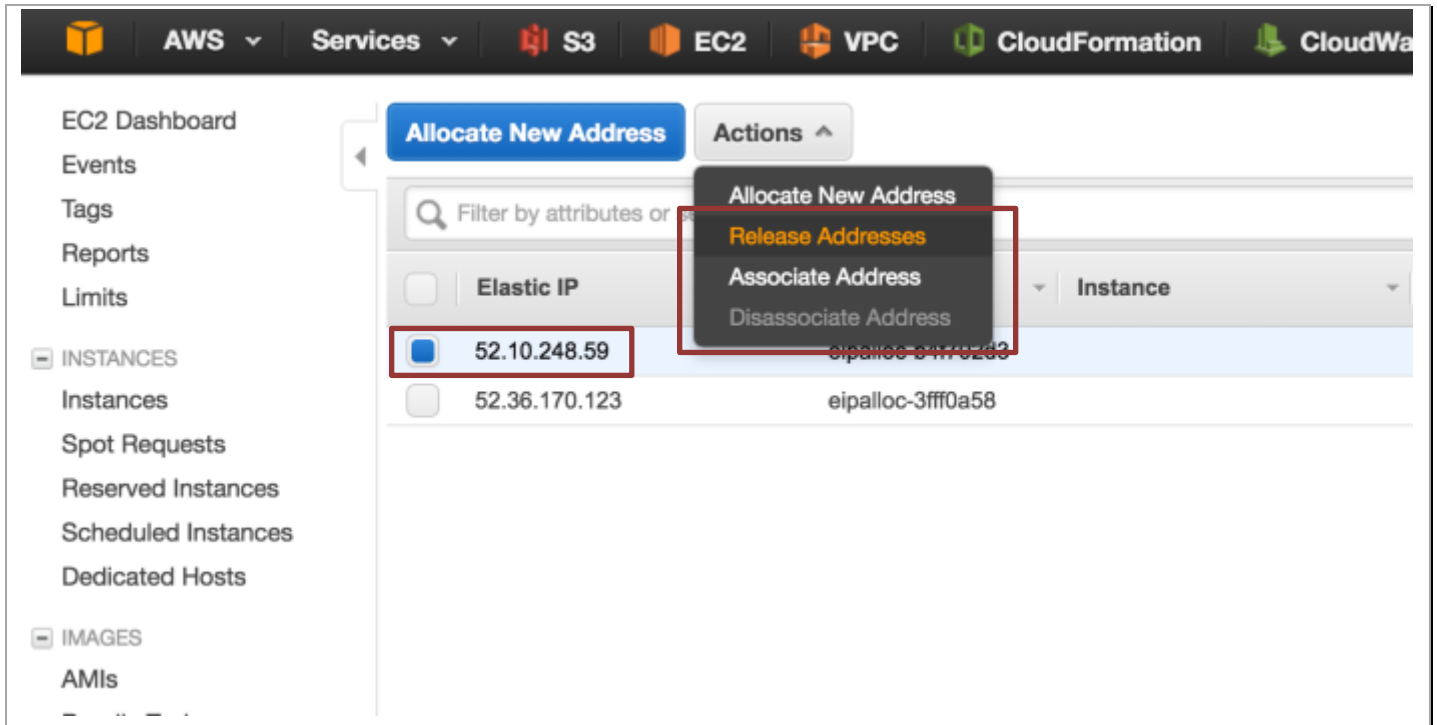 AWS Services S3 EC2 VPC CloudFormation CloudWa
EC2 Dashboard
Events
Tags
Reports
Limits
INSTANCES
Instances
Spot Requests
Reserved Instances
Scheduled Instances
Dedicated Hosts
IMAGES
AMIs
Allocate New Address Actions
Allocate New Address
Release Addresses
Associate Address
Disassociate Address
Filter by attributes or
Elastic IP Instance
52.10.248.59
52.36.170.123 eipalloc-3fff0a58